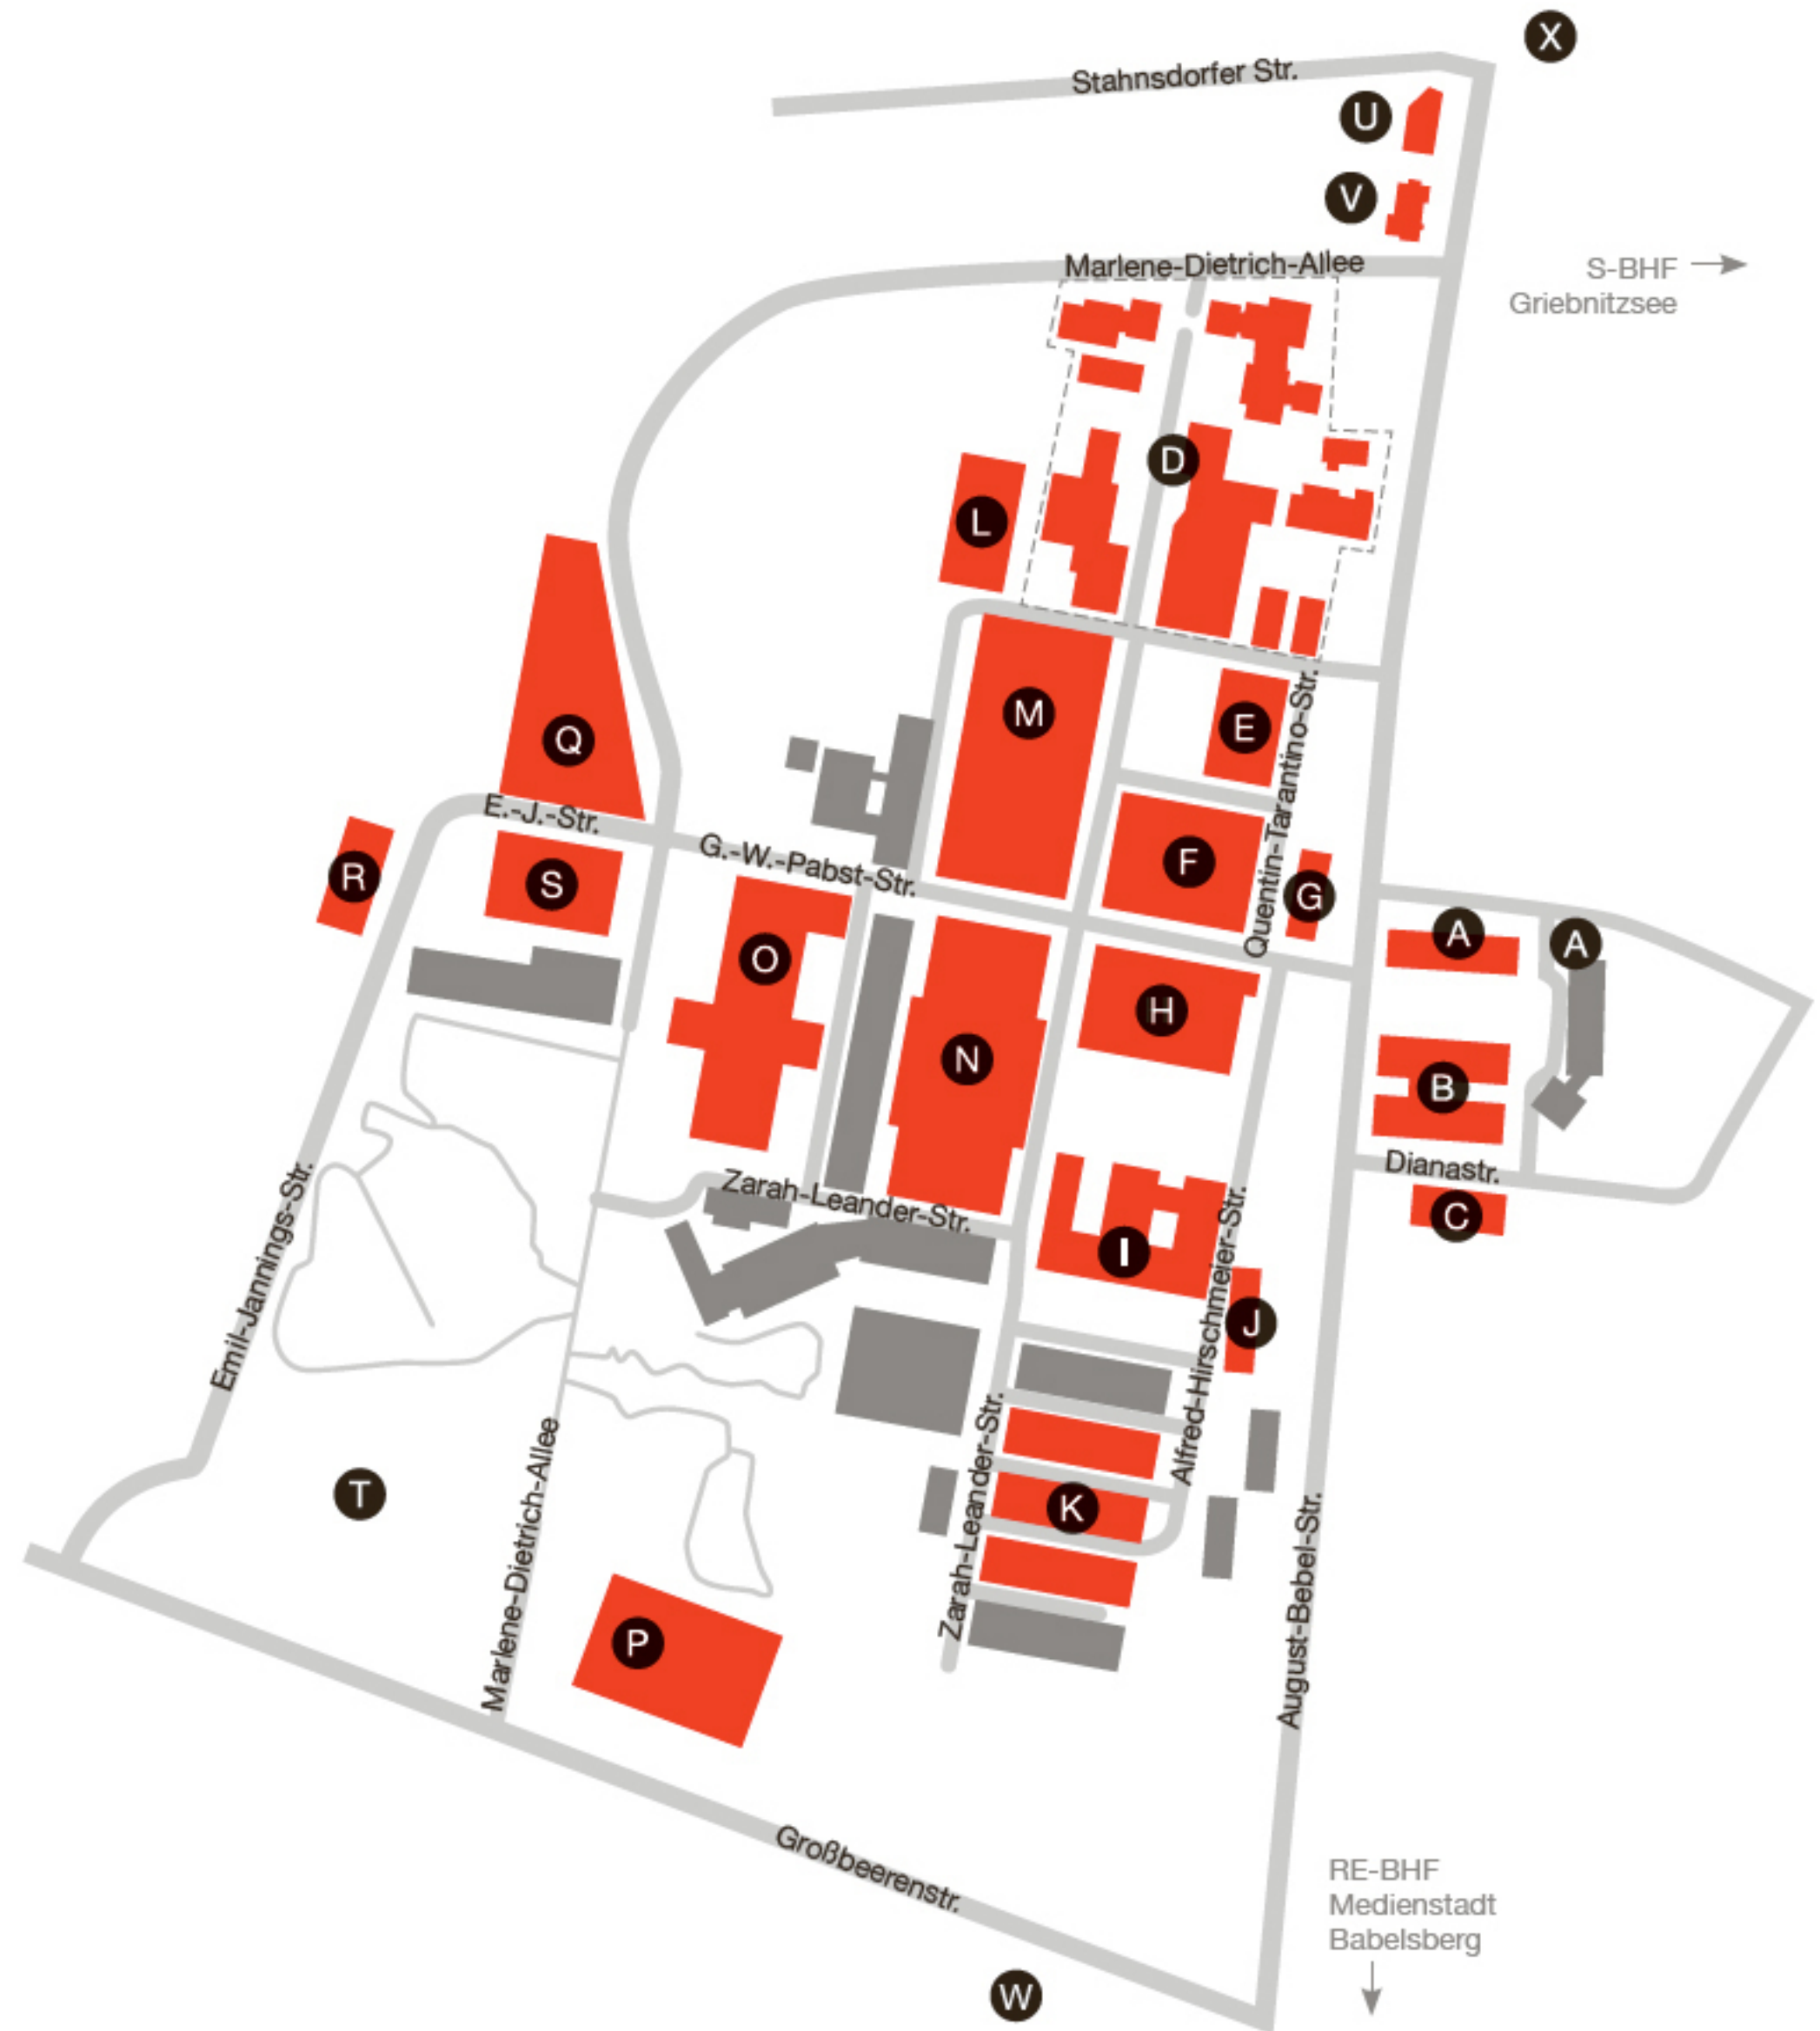 X
Stahnsdorfer Str.
U
V
Marlene-Dietrich-Allee
S-BHF
Griebnitzsee
D
L
M
E
Quentin-Tarantino-Str.
Q
E.-J.-Str.
G.-W.-Pabst-Str.
F
R
S
G
A
A
O
H
N
B
Dianastr.
C
Zarah-Leander-Str.
Emil-Jannings-Str.
I
Alfred-Hirschmeier-Str.
J
T
Marlene-Dietrich-Allee
Zarah-Leander-Str.
K
August-Bebel-Str.
P
Großbeerenstr.
RE-BHF
Medienstadt
Babelsberg
W